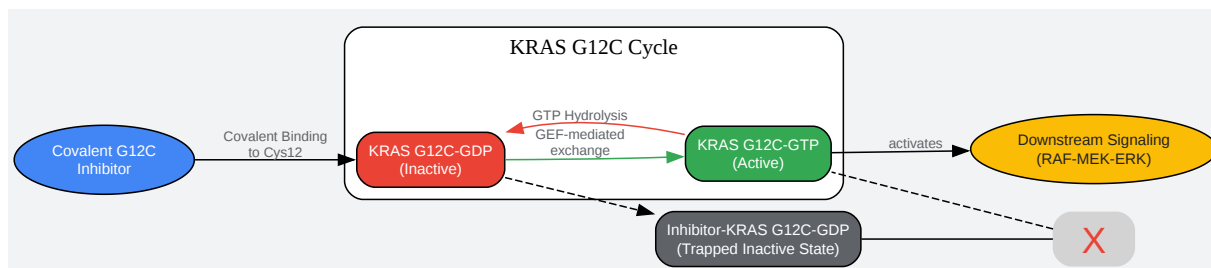 KRAS G12C Cycle
Covalent G12C
Inhibitor
Covalent Binding
to Cys12
KRAS G12C-GDP
(Inactive)
GTP Hydrolysis
GEF-mediated
exchange
KRAS G12C-GTP
(Active)
activates
Downstream Signaling
(RAF-MEK-ERK)
Inhibitor-KRAS G12C-GDP
(Trapped Inactive State)
X